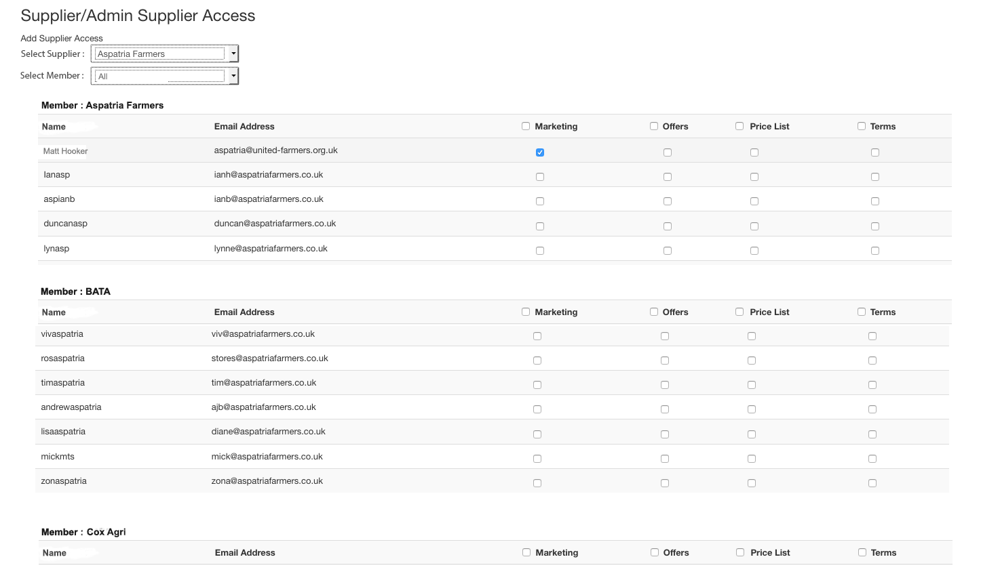 Supplier/Admin Supplier Access
Add Supplier Access
Select Supplier : Aspatria Farmers
Select Member : All
Member : Aspatria Farmers
Name Email Address Marketing Offers Price List Terms
Matt Hooker aspatria@united-farmers.org.uk
Ianasp ianh@aspatriafarmers.co.uk
aspianb ianb@aspatriafarmers.co.uk
duncanasp duncan@aspatriafarmers.co.uk
lynasp lynne@aspatriafarmers.co.uk
Member : BATA
Name Email Address Marketing Offers Price List Terms
vivaspatria viv@aspatriafarmers.co.uk
rosaspatria stores@aspatriafarmers.co.uk
timaspatria tim@aspatriafarmers.co.uk
andrewaspatria ajb@aspatriafarmers.co.uk
lisaaspatria diane@aspatriafarmers.co.uk
mickmts mick@aspatriafarmers.co.uk
zonaspatria zona@aspatriafarmers.co.uk
Member : Cox Agri
Name Email Address Marketing Offers Price List Terms